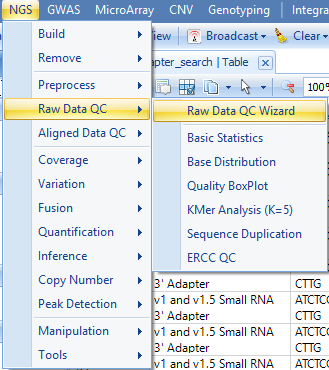 NGS GWAS MicroArray CNV Genotyping Integra
Build
Remove
Preprocess
Raw Data QC
Aligned Data QC
Coverage
Variation
Fusion
Quantification
Inference
Copy Number
Peak Detection
Manipulation
Tools
Broadcast Clear
apter_search | Table
100%
Raw Data QC Wizard
Basic Statistics
Base Distribution
Quality BoxPlot
KMer Analysis (K=5)
Sequence Duplication
ERCC QC
3' Adapter CTTG
v1 and v1.5 Small RNA ATCTC
3' Adapter CTTG
v1 and v1.5 Small RNA ATCTC
3' Adapter CTTG
v1 and v1.5 Small RNA ATCTC